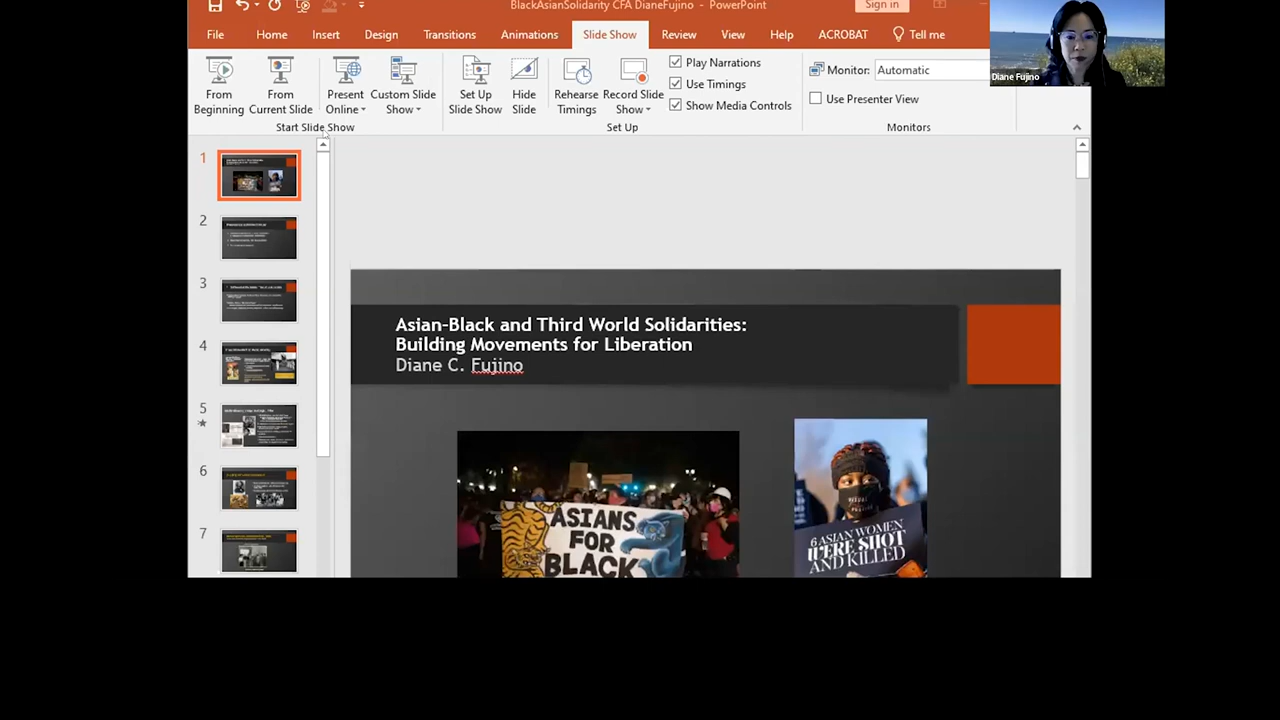 BlackAsianSolidarity CFA DianeFujino - PowerPoint
Sign in
File Home Insert Design Transitions Animations Slide Show Review View Help ACROBAT Tell me
From Beginning
From Current Slide
Present Online
Custom Slide Show
Set Up Slide Show
Hide Slide
Rehearse Timings
Record Slide Show
Play Narrations
Use Timings
Show Media Controls
Monitor: Automatic
Use Presenter View
Start Slide Show
Set Up
Monitors
Diane Fujino
1
2
3
4
5
6
7
Asian-Black and Third World Solidarities:
Building Movements for Liberation
Diane C. Fujino
ASIANS
FOR
BLACK
6 ASIAN WOMEN
WERE SHOT
AND KILLED